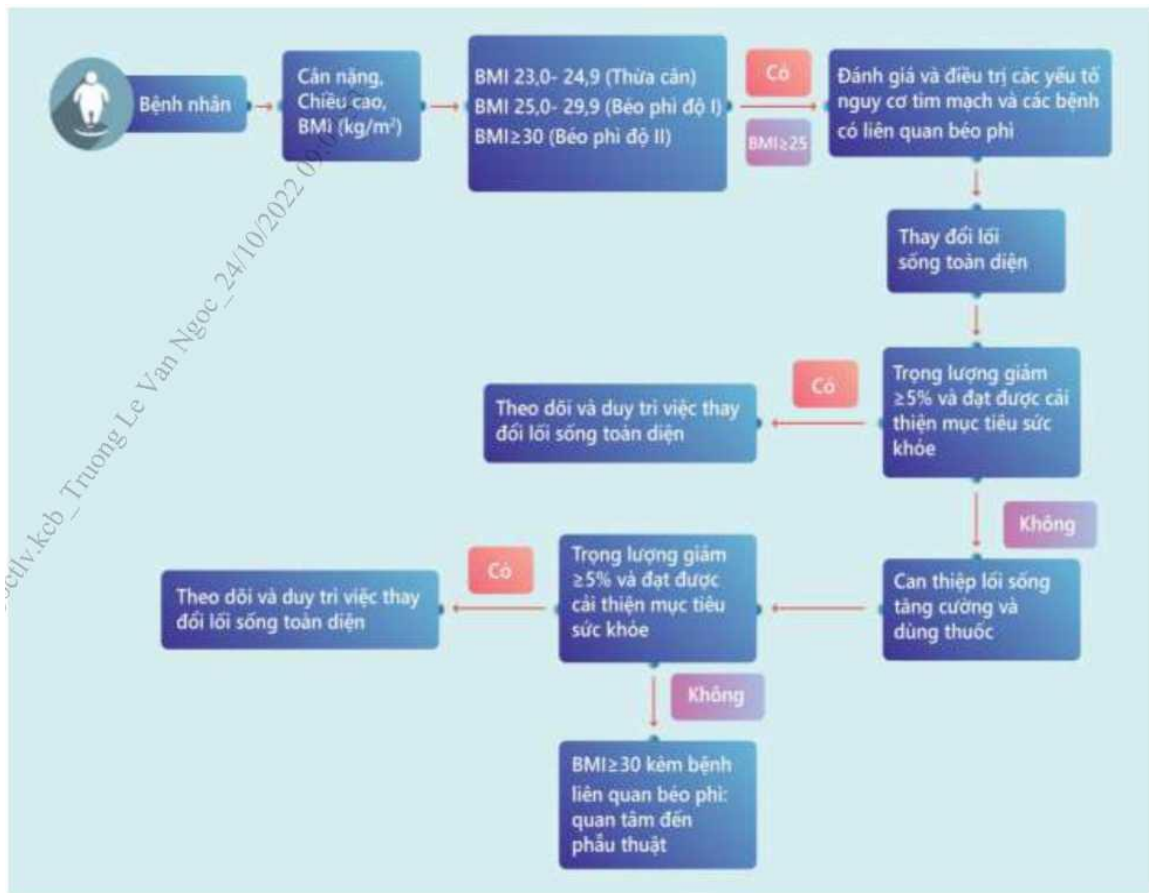 Bệnh nhân
Cân nặng,
Chiều cao,
BMI (kg/m²)
BMI 23,0- 24,9 (Thừa cân)
BMI 25,0- 29,9 (Béo phì độ I)
BMI≥30 (Béo phì độ II)
Có
BMI≥25
Đánh giá và điều trị các yếu tố
nguy cơ tim mạch và các bệnh
có liên quan béo phì
Thay đổi lối
sống toàn diện
Trọng lượng giảm
≥5% và đạt được cải
thiện mục tiêu sức
khỏe
Có
Theo dõi và duy trì việc thay
đổi lối sống toàn diện
Không
Can thiệp lối sống
tăng cường và
dùng thuốc
Trọng lượng giảm
≥5% và đạt được
cải thiện mục tiêu
sức khỏe
Có
Theo dõi và duy trì việc thay
đổi lối sống toàn diện
Không
BMI≥30 kèm bệnh
liên quan béo phì:
quan tâm đến
phẫu thuật
Truong Le Van Ngoc_24/10/2022